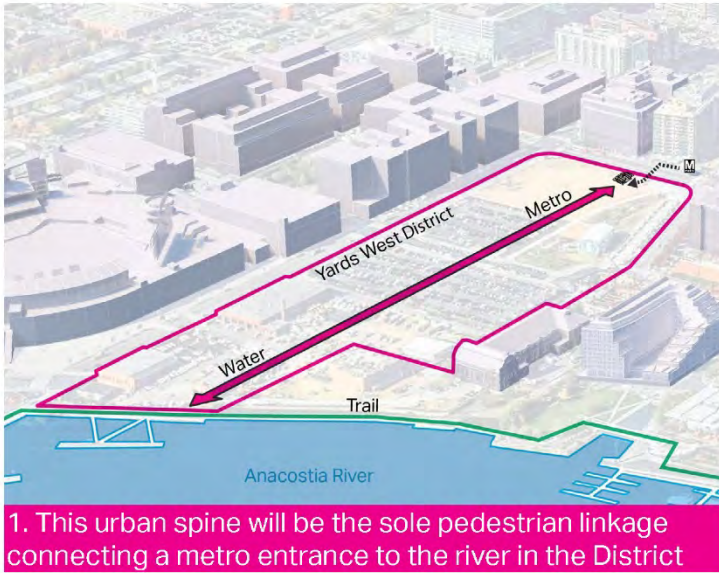 M
Metro
Yards West District
Water
Trail
Anacostia River
1. This urban spine will be the sole pedestrian linkage
connecting a metro entrance to the river in the District